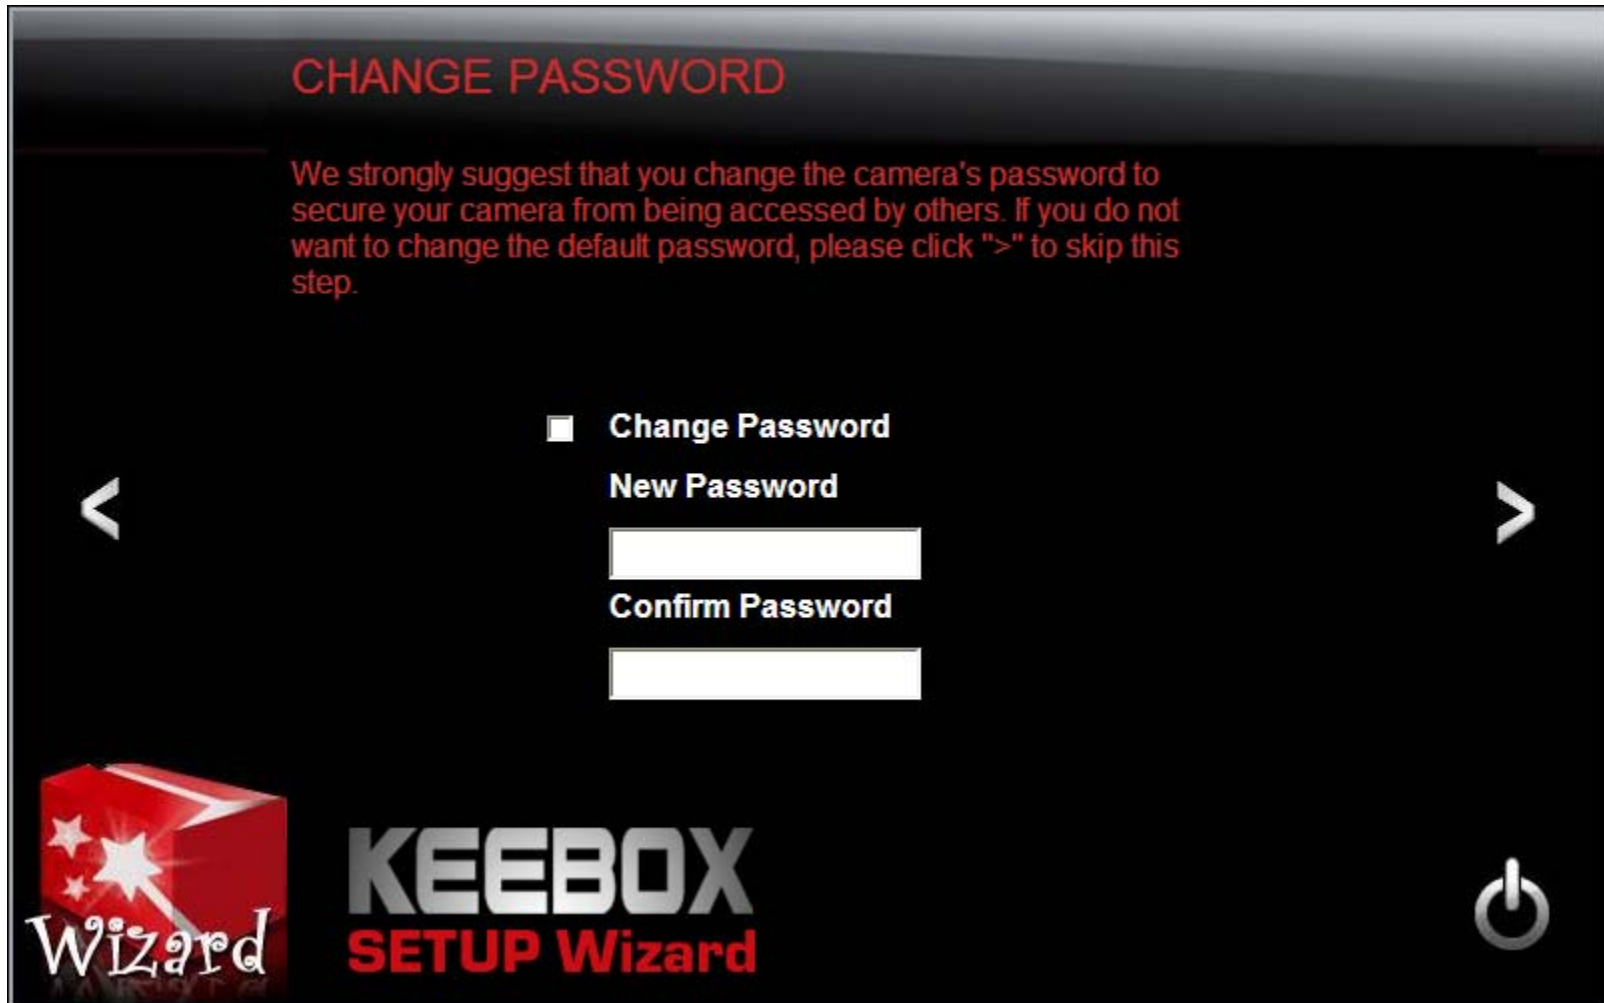 CHANGE PASSWORD
We strongly suggest that you change the camera's password to
secure your camera from being accessed by others. If you do not
want to change the default password, please click ">" to skip this
step.
Change Password
New Password
<
>
Confirm Password
Wizard
KEEBOX
SETUP Wizard